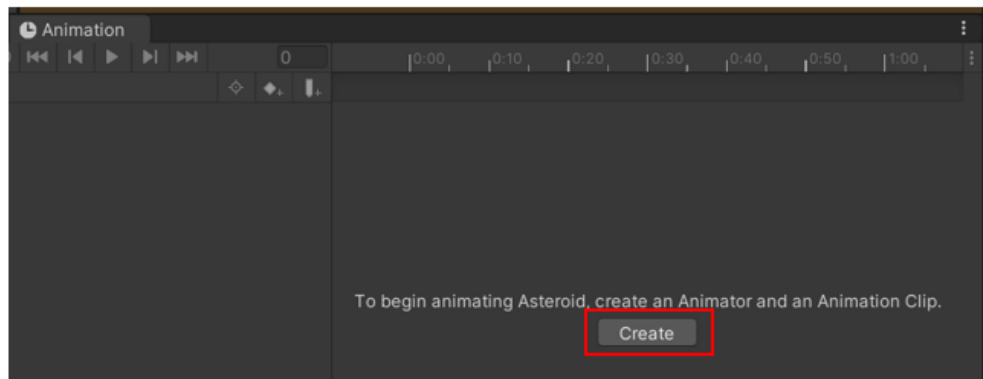 Animation
0
0:00 0:10 0:20 0:30 0:40 0:50 1:00
To begin animating Asteroid, create an Animator and an Animation Clip.
Create